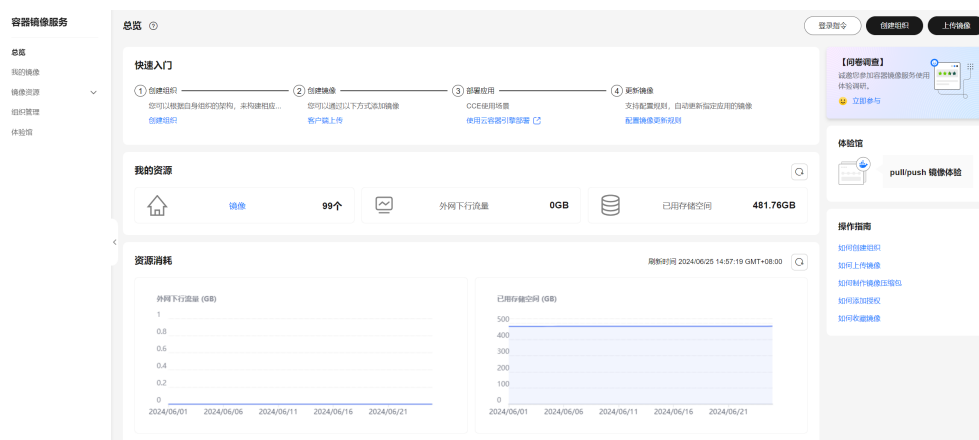 容器镜像服务
总览
我的镜像
镜像资源
组织管理
体验馆
总览
登录指令
创建组织
上传镜像
快速入门
1 创建组织
您可以根据自身组织的架构，来构建相应...
创建组织
2 创建镜像
您可以通过以下方式添加镜像
客户端上传
3 部署应用
CCE使用场景
使用云容器引擎部署
4 更新镜像
支持配置规则，自动更新指定应用的镜像
配置镜像更新规则
我的资源
镜像 99个
外网下行流量 0GB
已用存储空间 481.76GB
资源消耗
刷新时间 2024/06/25 14:57:19 GMT+08:00
外网下行流量 (GB)
1
0.8
0.6
0.4
0.2
0
2024/06/01 2024/06/06 2024/06/11 2024/06/16 2024/06/21
已用存储空间 (GB)
500
400
300
200
100
0
2024/06/01 2024/06/06 2024/06/11 2024/06/16 2024/06/21
【问卷调查】
诚邀您参加容器镜像服务使用
体验调研。
立即参与
体验馆
pull/push 镜像体验
操作指南
如何创建组织
如何上传镜像
如何制作镜像压缩包
如何添加授权
如何收藏镜像